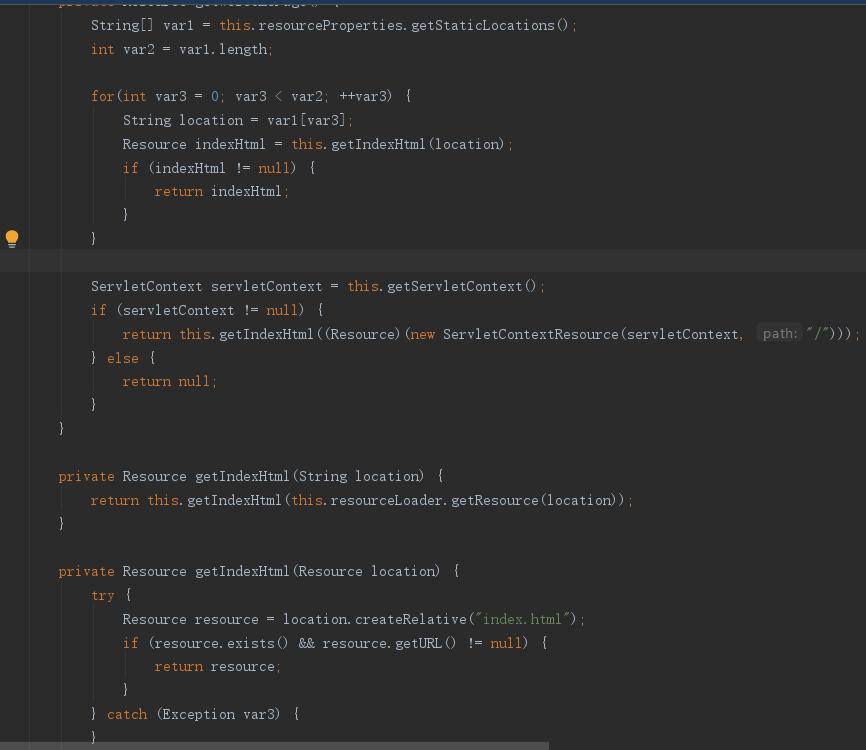 private Resource getWelcomePage() {
String[] var1 = this.resourceProperties.getStaticLocations();
int var2 = var1.length;
for(int var3 = 0; var3 < var2; ++var3) {
String location = var1[var3];
Resource indexHtml = this.getIndexHtml(location);
if (indexHtml != null) {
return indexHtml;
}
}
ServletContext servletContext = this.getServletContext();
if (servletContext != null) {
return this.getIndexHtml((Resource)(new ServletContextResource(servletContext, path: "/")));
} else {
return null;
}
}
private Resource getIndexHtml(String location) {
return this.getIndexHtml(this.resourceLoader.getResource(location));
}
private Resource getIndexHtml(Resource location) {
try {
Resource resource = location.createRelative("index.html");
if (resource.exists() && resource.getURL() != null) {
return resource;
}
} catch (Exception var3) {
}